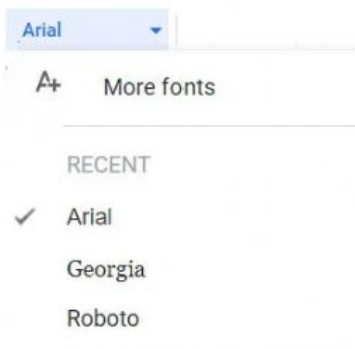 Arial
A+ More fonts
RECENT
Arial
Georgia
Roboto